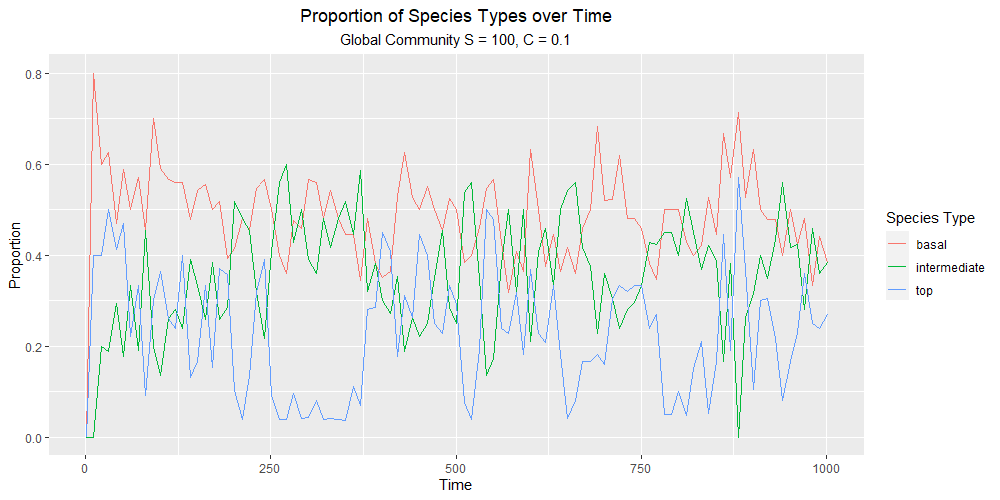 Proportion of Species Types over Time
Global Community S = 100, C = 0.1
Proportion
0.8
0.6
0.4
0.2
0.0
0
250
500
750
1000
Time
Species Type
basal
intermediate
top